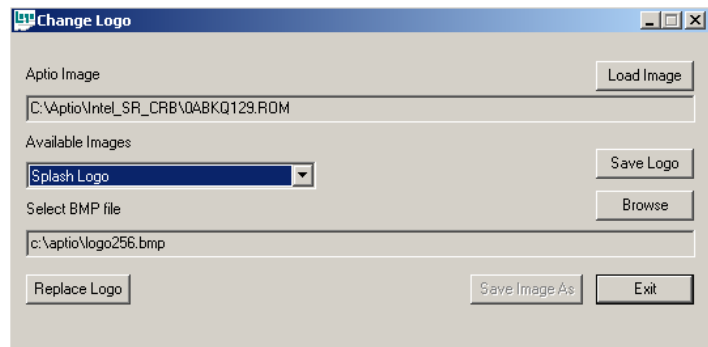 Change Logo
Aptio Image
Load Image
C:\Aptio\Intel_SR_CRB\0ABKQ129.ROM
Available Images
Save Logo
Splash Logo
Select BMP file
Browse
c:\aptio\logo256.bmp
Replace Logo
Save Image As
Exit